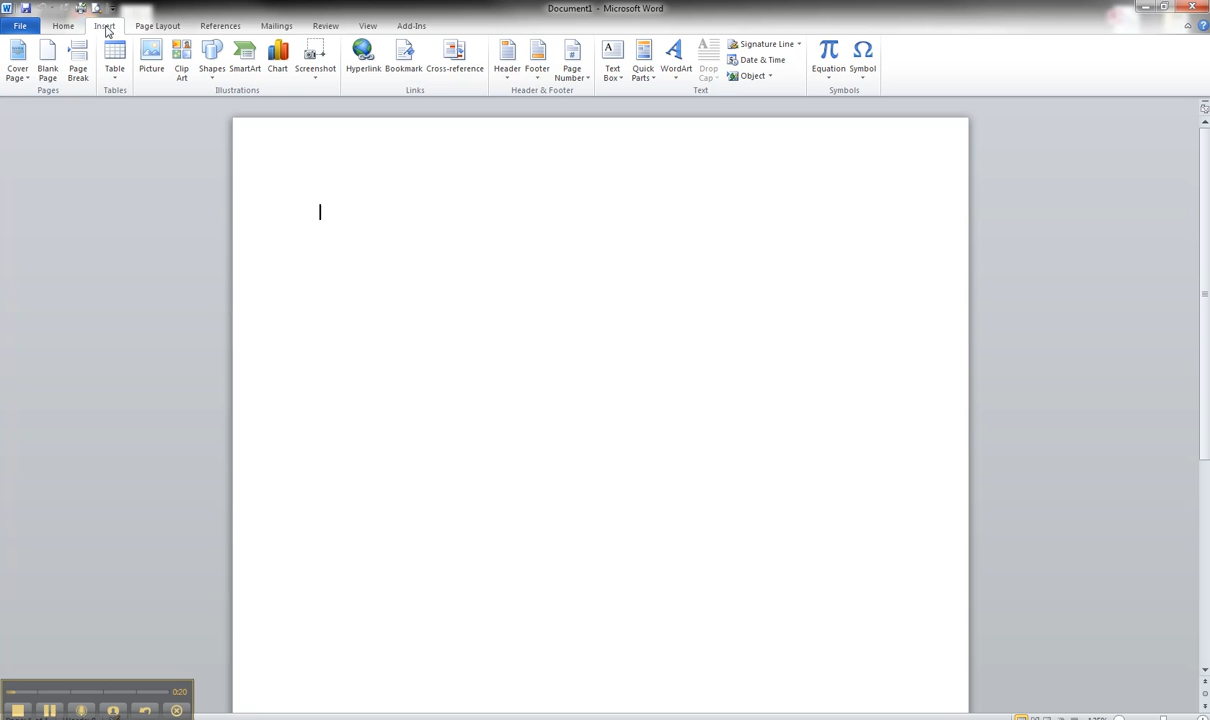 Document1 - Microsoft Word
File Home Insert Page Layout References Mailings Review View Add-Ins
Cover Page Blank Page Page Break Table Picture Clip Art Shapes SmartArt Chart Screenshot Hyperlink Bookmark Cross-reference Header Footer Page Number Text Box Quick Parts WordArt Drop Cap Signature Line Date & Time Object Equation Symbol
Pages Tables Illustrations Links Header & Footer Text Symbols
0:20